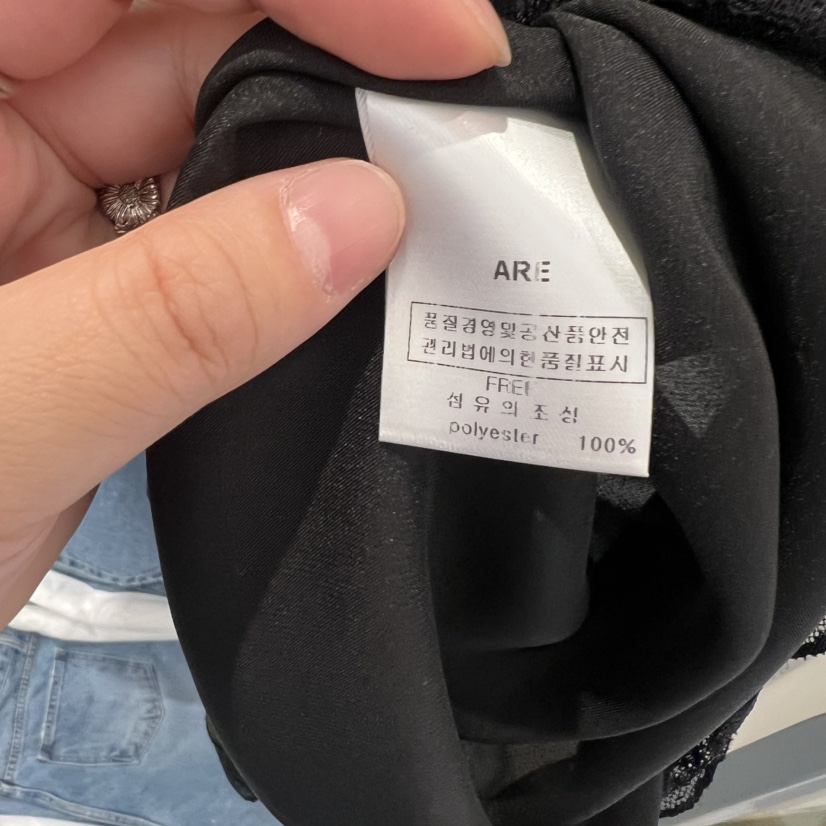 ARE
품질경영및공산품안전
관리법에의한품질표시
FREE
섬유의조성
polyester 100%